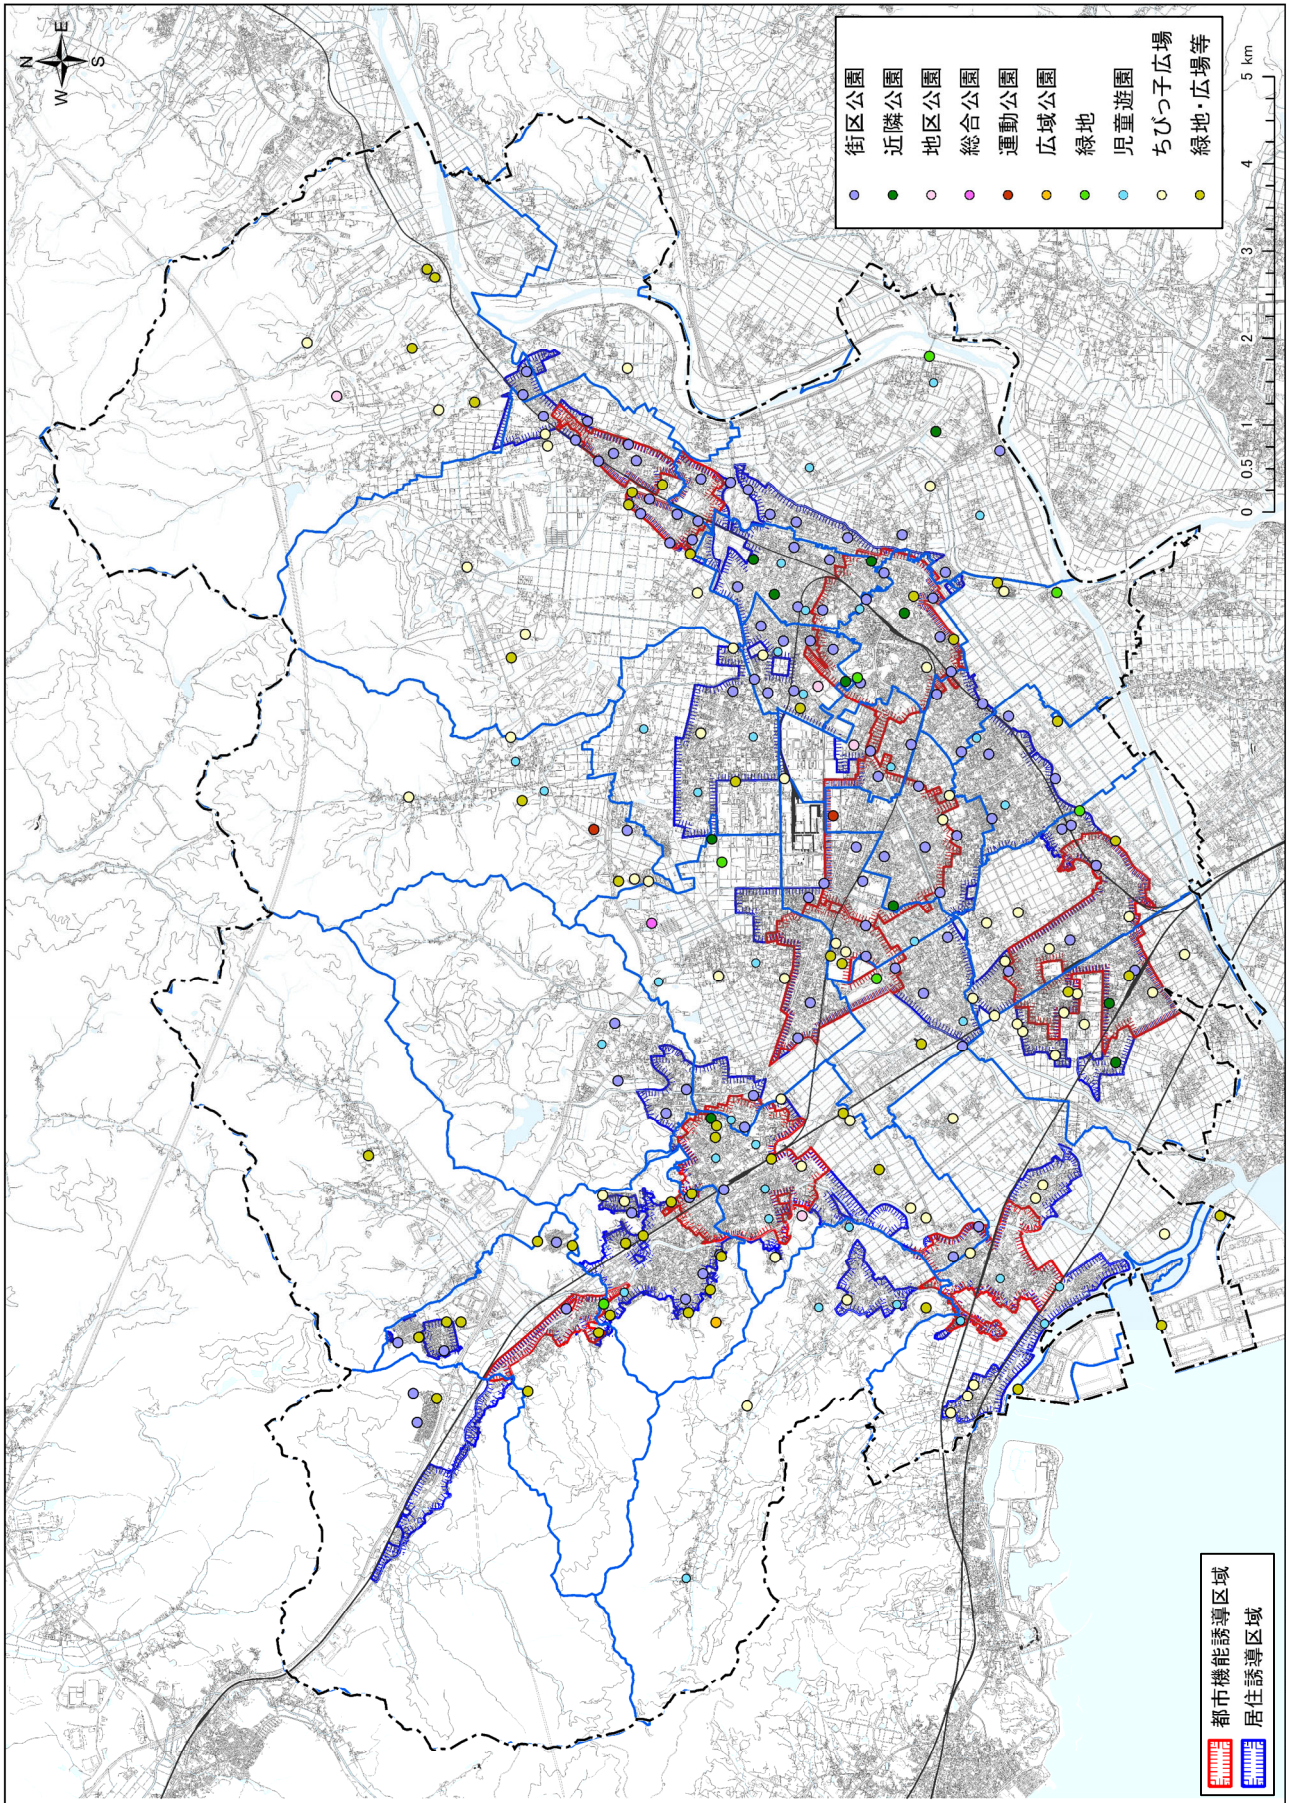 N
W E
S
街区公園
近隣公園
地区公園
総合公園
運動公園
広域公園
緑地
児童遊園
ちびっ子広場
緑地・広場等
0 0.5 1 2 3 4 5 km
都市機能誘導区域
居住誘導区域